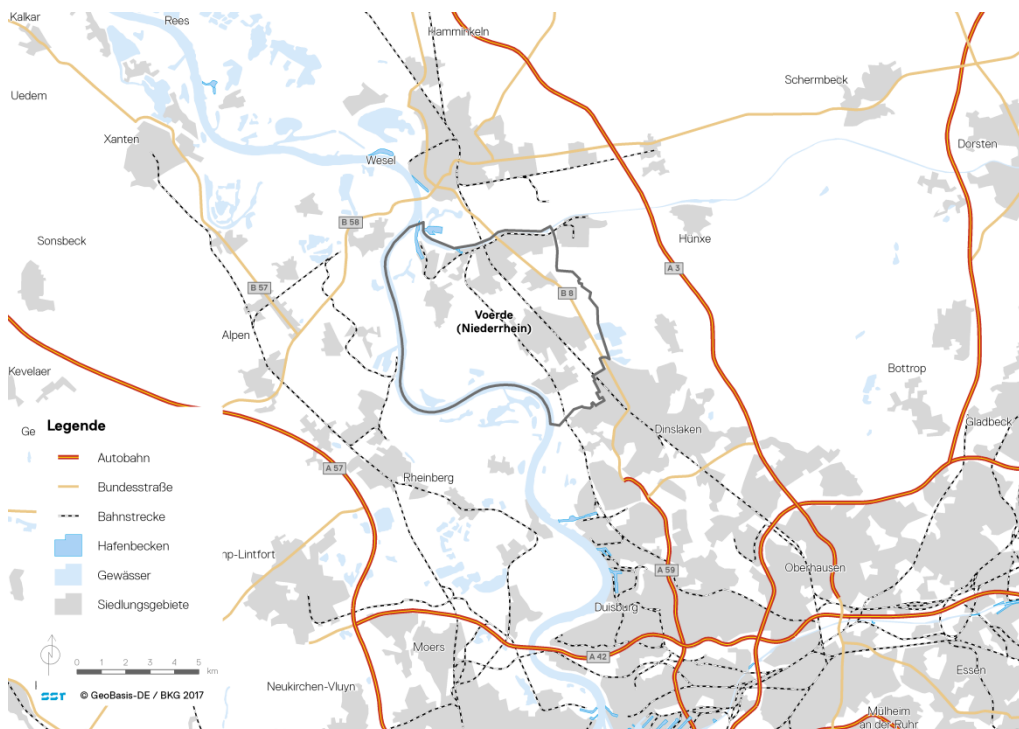 Kalkar
Rees
Hamminkeln
Uedem
Schermbeck
Xanten
Wesel
Dorsten
B 58
Sonsbeck
Hünxe
A 3
B 57
B 8
Voerde
(Niederrhein)
Alpen
Kevelaer
Bottrop
Ge
Gladbeck
Legende
Dinslaken
Autobahn
A 57
Rheinberg
Bundesstraße
Bahnstrecke
Hafenbecken
mp-Lintfort
Gewässer
A 59
Oberhausen
Siedlungsgebiete
Duisburg
Moers
A 42
Essen
N
0 1 2 3 4 5
km
Neukirchen-Vluyn
SSR © GeoBasis-DE / BKG 2017
Mülheim
an der Ruhr